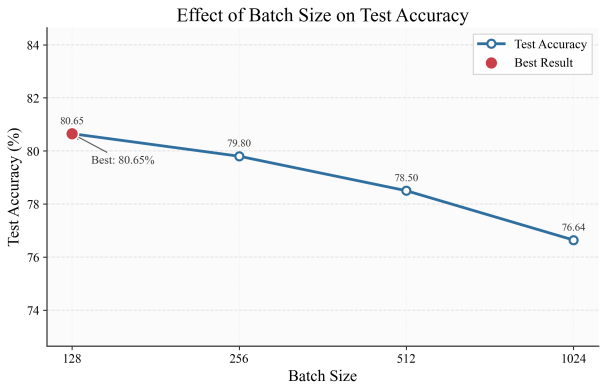 Effect of Batch Size on Test Accuracy
Test Accuracy
Best Result
84
82
80
78
76
74
Test Accuracy (%)
80.65
79.80
78.50
76.64
Best: 80.65%
128
256
512
1024
Batch Size